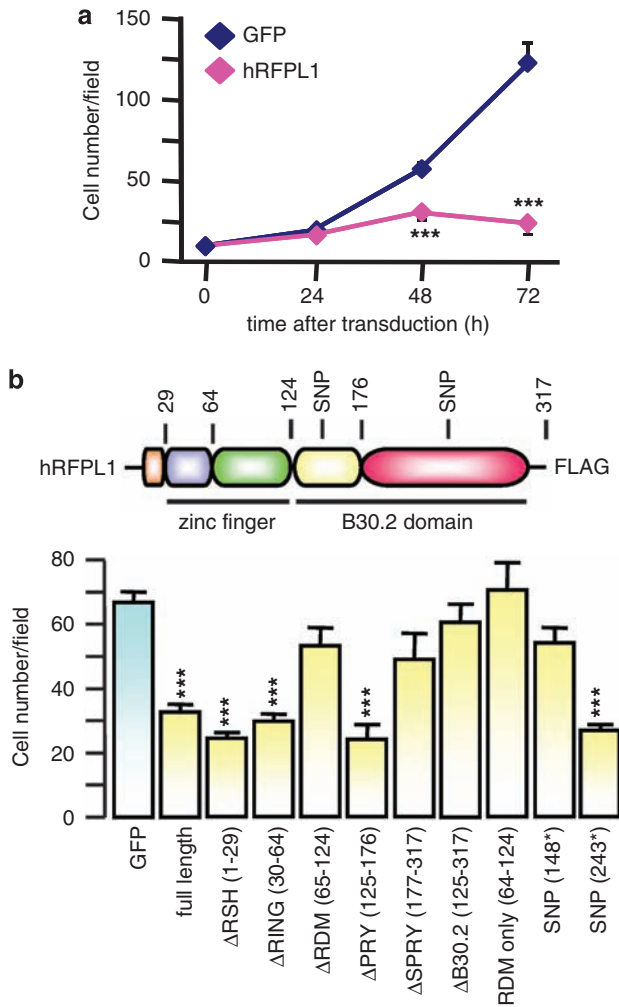 a
150
100
50
0
Cell number/field
GFP
hRFPL1
***
***
0 24 48 72
time after transduction (h)
b
29 64 124 SNP 176 SNP 317
hRFPL1 FLAG
zinc finger B30.2 domain
80
60
40
20
0
Cell number/field
*** *** *** *** ***
GFP
full length
ΔRSH (1-29)
ΔRING (30-64)
ΔRDM (65-124)
ΔPRY (125-176)
ΔSPRY (177-317)
ΔB30.2 (125-317)
RDM only (64-124)
SNP (148*)
SNP (243*)